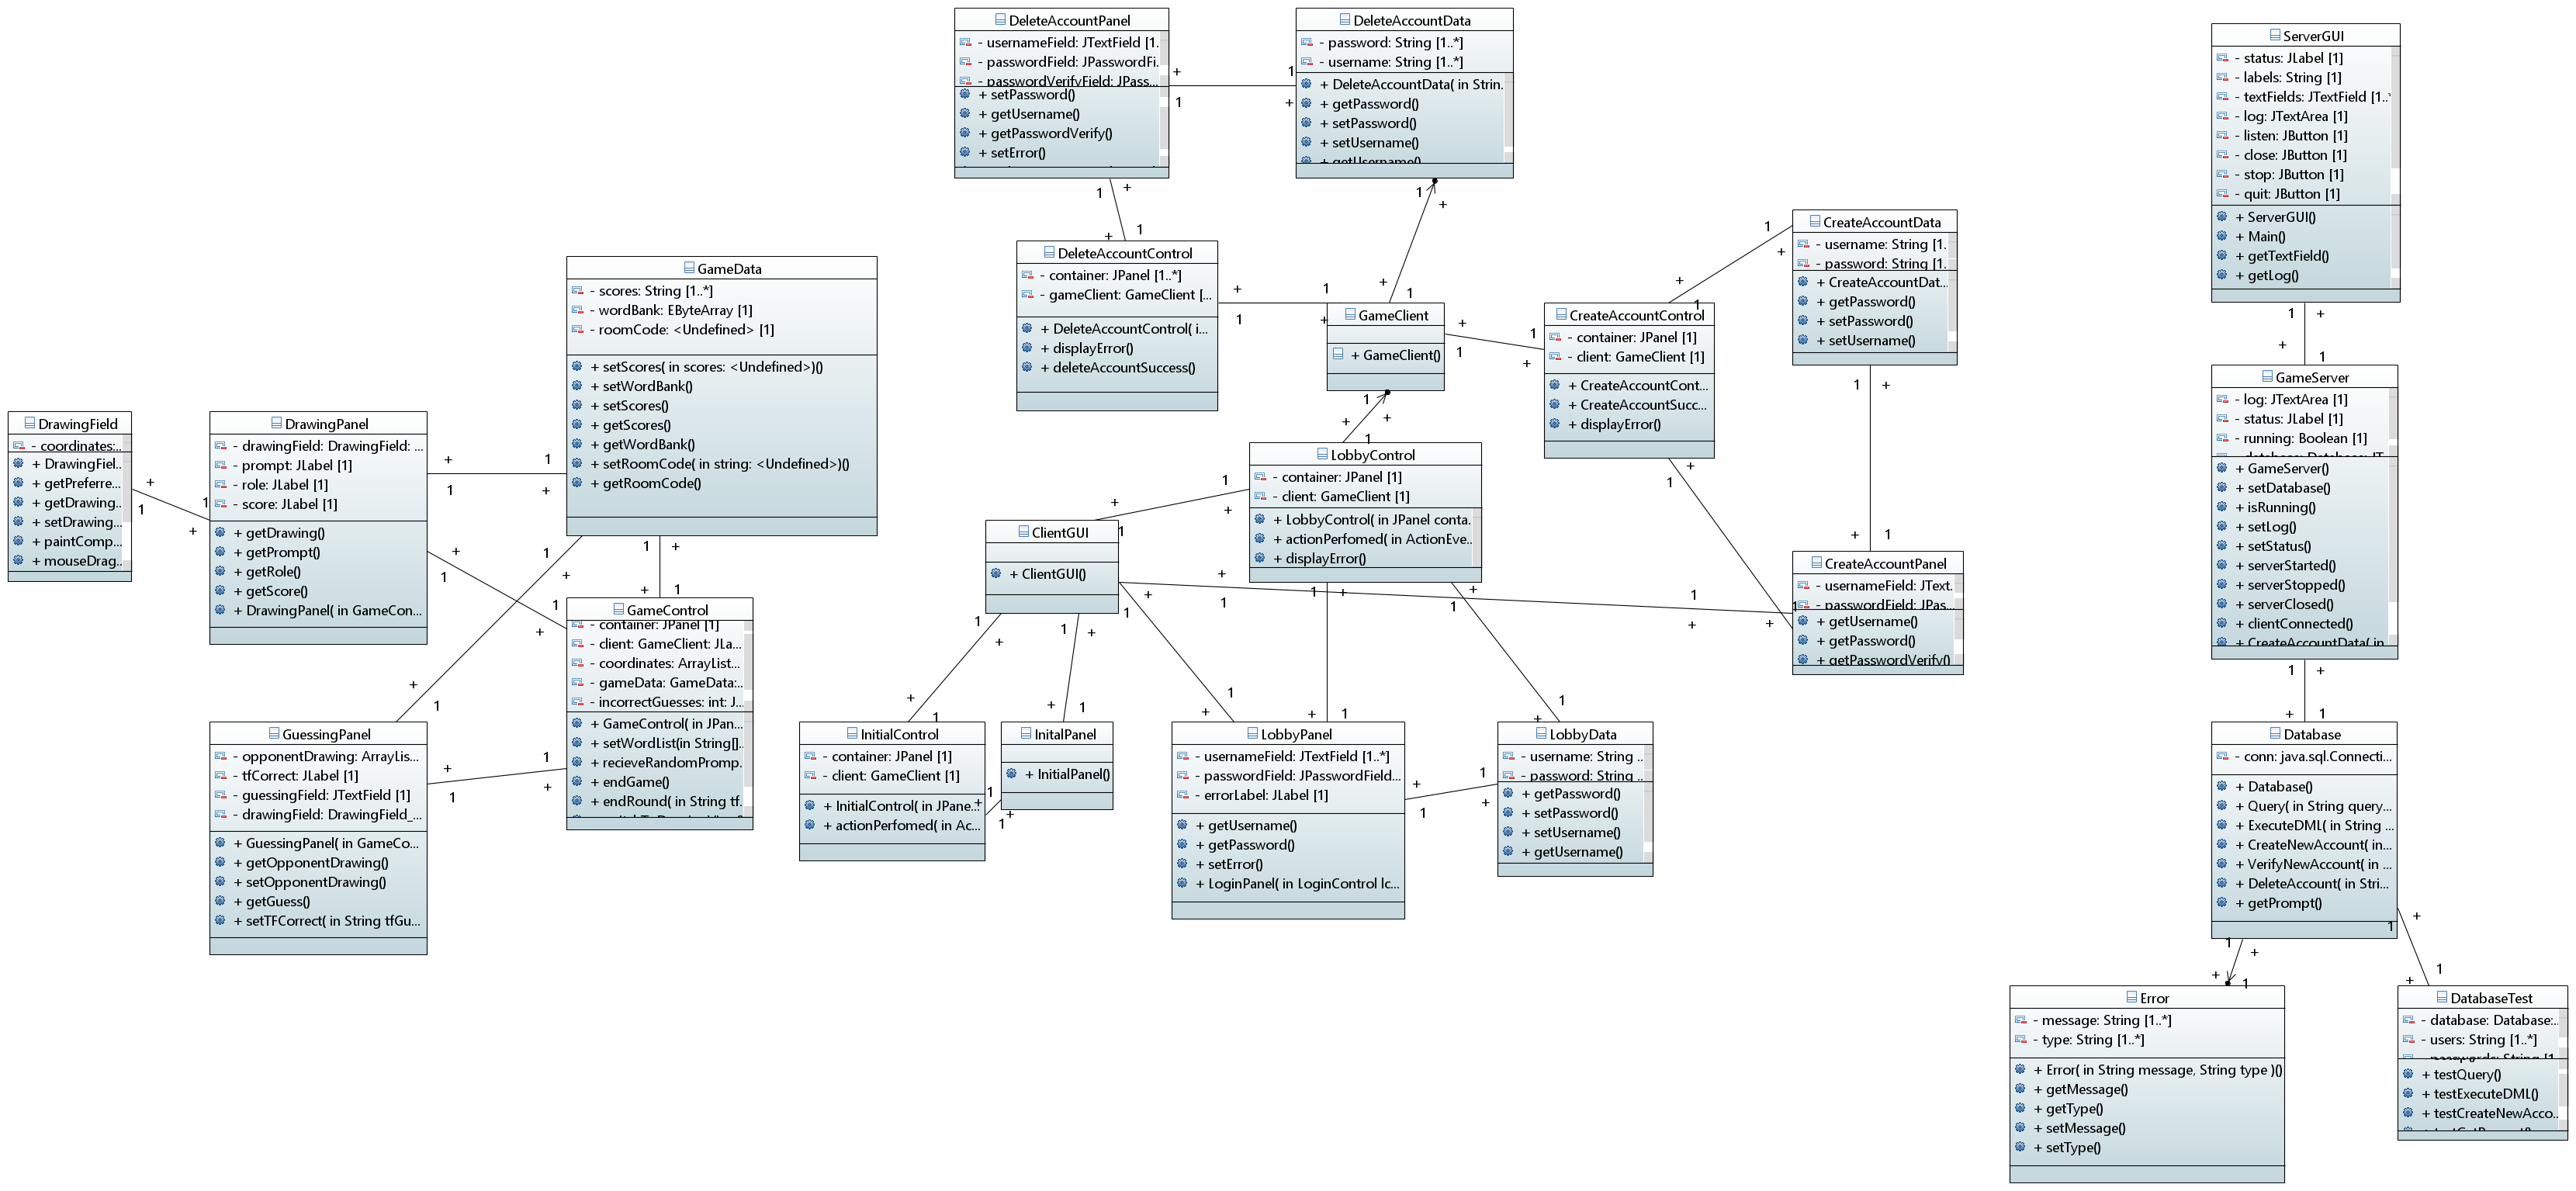 DeleteAccountPanel
- usernameField: JTextField [1.
- passwordField: JPasswordFi.
- passwordVerifyField: JPass...
+ setPassword()
+ getUsername()
+ getPasswordVerify()
+ setError()
DeleteAccountData
- password: String [1..*]
- username: String [1..*]
+ DeleteAccountData( in Strin.
+ getPassword()
+ setPassword()
+ setUsername()
+ getUsername()
ServerGUI
- status: JLabel [1]
- labels: String [1]
- textFields: JTextField [1..*
- log: JTextArea [1]
- listen: JButton [1]
- close: JButton [1]
- stop: JButton [1]
- quit: JButton [1]
+ ServerGUI()
+ Main()
+ getTextField()
+ getLog()
DeleteAccountControl
- container: JPanel [1..*]
- gameClient: GameClient [...
+ DeleteAccountControl( i...
+ displayError()
+ deleteAccountSuccess()
CreateAccountData
- username: String [1.
- password: String [1.
+ CreateAccountDat...
+ getPassword()
+ setPassword()
+ setUsername()
GameData
- scores: String [1..*]
- wordBank: EByteArray [1]
- roomCode: <Undefined> [1]
+ setScores( in scores: <Undefined>)()
+ setWordBank()
+ setScores()
+ getScores()
+ getWordBank()
+ setRoomCode( in string: <Undefined>)()
+ getRoomCode()
GameClient
+ GameClient()
CreateAccountControl
- container: JPanel [1]
- client: GameClient [1]
+ CreateAccountCont...
+ CreateAccountSucc...
+ displayError()
GameServer
- log: JTextArea [1]
- status: JLabel [1]
- running: Boolean [1]
- database: Database: JT
+ GameServer()
+ setDatabase()
+ isRunning()
+ setLog()
+ setStatus()
+ serverStarted()
+ serverStopped()
+ serverClosed()
+ clientConnected()
+ CreateAccountData( in
DrawingField
- coordinates:...
+ DrawingFiel...
+ getPreferre...
+ getDrawing...
+ setDrawing...
+ paintComp...
+ mouseDrag...
DrawingPanel
- drawingField: DrawingField: ...
- prompt: JLabel [1]
- role: JLabel [1]
- score: JLabel [1]
+ getDrawing()
+ getPrompt()
+ getRole()
+ getScore()
+ DrawingPanel( in GameCon...
LobbyControl
- container: JPanel [1]
- client: GameClient [1]
+ LobbyControl( in JPanel conta.
+ actionPerfomed( in ActionEve..
+ displayError()
ClientGUI
+ ClientGUI()
CreateAccountPanel
- usernameField: JText.
- passwordField: JPas...
+ getUsername()
+ getPassword()
+ getPasswordVerify()
GameControl
- container: JPanel [1]
- client: GameClient: JLa...
- coordinates: ArrayList...
- gameData: GameData:...
- incorrectGuesses: int: J...
+ GameControl( in JPan...
+ setWordList(in String[]..
+ recieveRandomPromp.
+ endGame()
+ endRound( in String tf.
GuessingPanel
- opponentDrawing: ArrayLis...
- tfCorrect: JLabel [1]
- guessingField: JTextField [1]
- drawingField: DrawingField_...
+ GuessingPanel( in GameCo...
+ getOpponentDrawing()
+ setOpponentDrawing()
+ getGuess()
+ setTFCorrect( in String tfGu...
InitialControl
- container: JPanel [1]
- client: GameClient [1]
+ InitialControl( in JPane...
+ actionPerfomed( in Ac...
InitalPanel
+ InitialPanel()
LobbyPanel
- usernameField: JTextField [1..*]
- passwordField: JPasswordField...
- errorLabel: JLabel [1]
+ getUsername()
+ getPassword()
+ setError()
+ LoginPanel( in LoginControl lc...
LobbyData
- username: String ..
- password: String ..
+ getPassword()
+ setPassword()
+ setUsername()
+ getUsername()
Database
- conn: java.sql.Connecti...
+ Database()
+ Query( in String query...
+ ExecuteDML( in String ...
+ CreateNewAccount( in...
+ VerifyNewAccount( in ...
+ DeleteAccount( in Stri...
+ getPrompt()
Error
- message: String [1..*]
- type: String [1..*]
+ Error( in String message, String type )()
+ getMessage()
+ getType()
+ setMessage()
+ setType()
DatabaseTest
- database: Database:..
- users: String [1..*]
- passwords: String [1
+ testQuery()
+ testExecuteDML()
+ testCreateNewAcco..